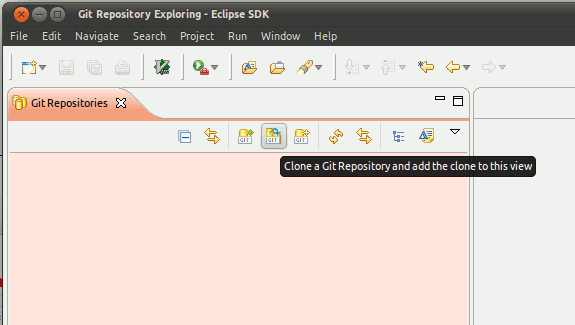 Git Repository Exploring - Eclipse SDK
File Edit Navigate Search Project Run Window Help
Git Repositories
GIT GIT GIT
Clone a Git Repository and add the clone to this view